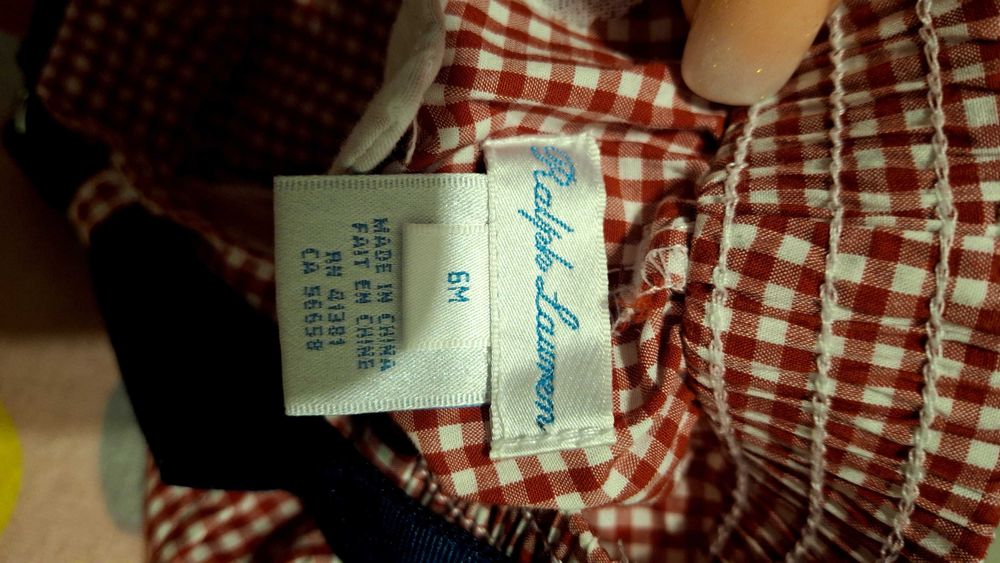 Ralph Lauren
6M
MADE IN CHINA
FAIT EN CHINE
RN 41381
CA 56658